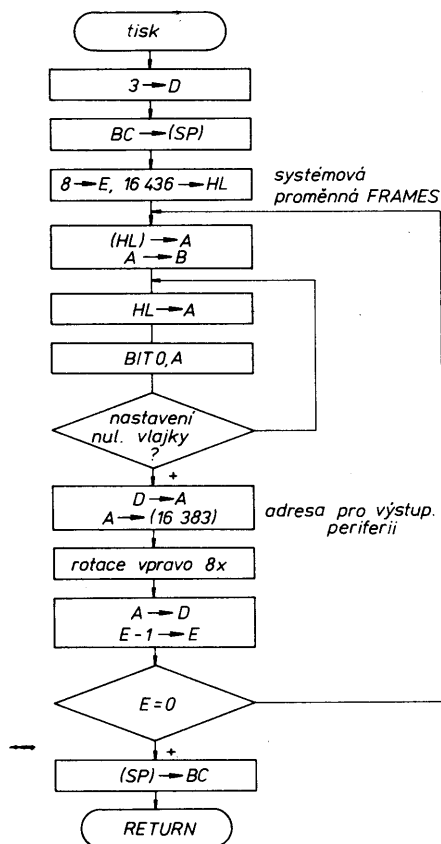 tisk
3 → D
BC → (SP)
8 → E, 16 436 → HL
systémová
proměnná FRAMES
(HL) → A
A → B
HL → A
BIT 0, A
nastavení
nul. vlajky
?
+
D → A
A → (16 383)
adresa pro výstup.
periferii
rotace vpravo 8x
A → D
E - 1 → E
E = 0
+
(SP) → BC
RETURN